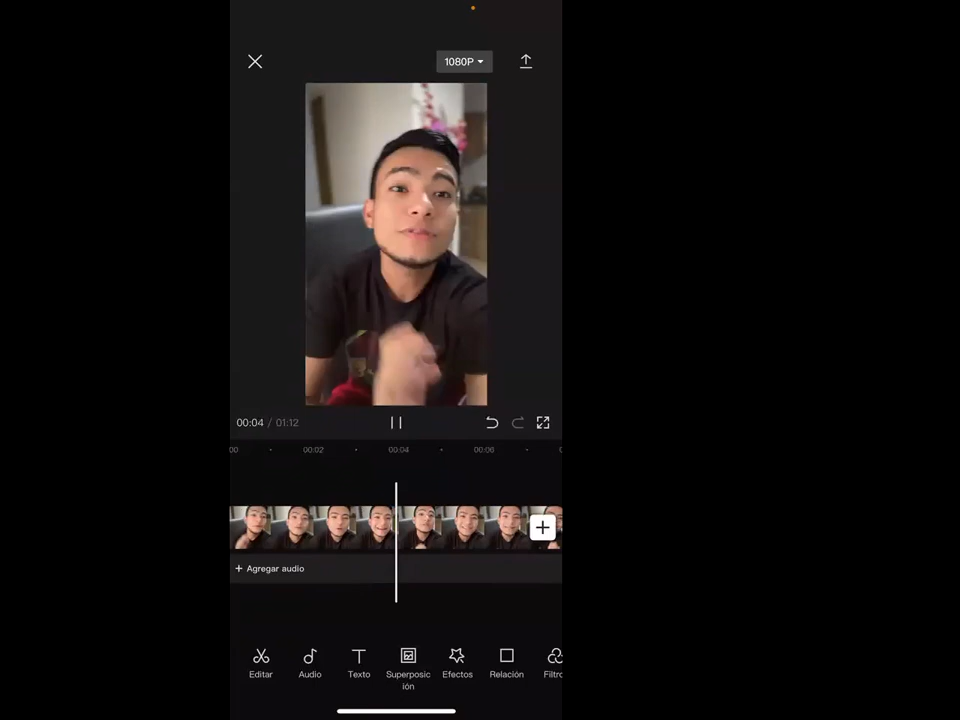 1080P
00:04 / 01:12
00 00:02 00:04 00:06 0
+ Agregar audio
Editar Audio Texto Superposic
ión Efectos Relación Filtro